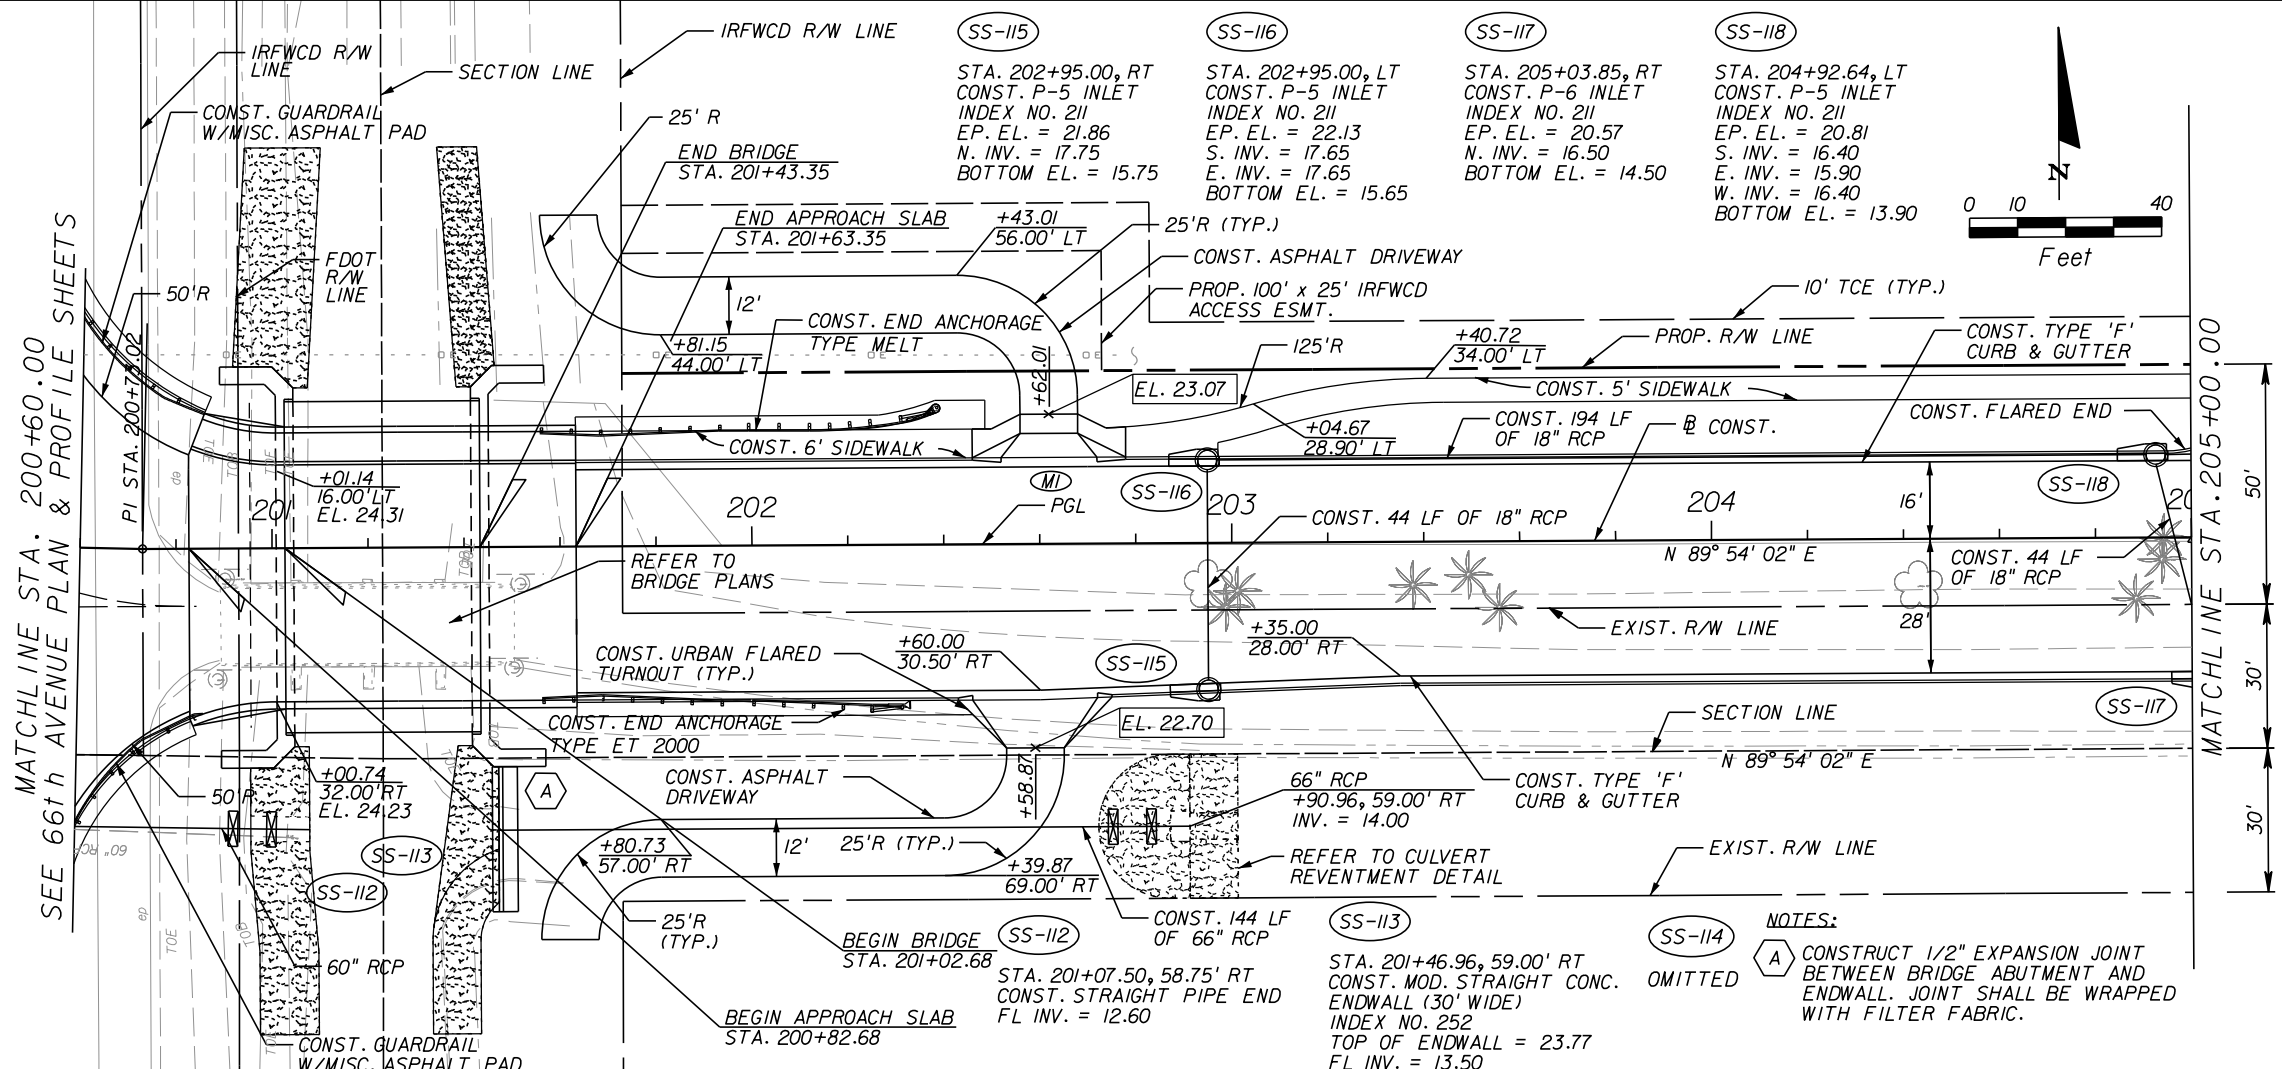 IRFWCD R/W
LINE
SECTION LINE
IRFWCD R/W LINE
CONST. GUARDRAIL
W/MISC. ASPHALT PAD
25' R
END BRIDGE
STA. 201+43.35
END APPROACH SLAB
STA. 201+63.35
+43.01
56.00' LT
25'R (TYP.)
CONST. ASPHALT DRIVEWAY
PROP. 100' x 25' IRFWCD
ACCESS ESMT.
SS-115
STA. 202+95.00, RT
CONST. P-5 INLET
INDEX NO. 211
EP. EL. = 21.86
N. INV. = 17.75
BOTTOM EL. = 15.75
SS-116
STA. 202+95.00, LT
CONST. P-5 INLET
INDEX NO. 211
EP. EL. = 22.13
S. INV. = 17.65
E. INV. = 17.65
BOTTOM EL. = 15.65
SS-117
STA. 205+03.85, RT
CONST. P-6 INLET
INDEX NO. 211
EP. EL. = 20.57
N. INV. = 16.50
BOTTOM EL. = 14.50
SS-118
STA. 204+92.64, LT
CONST. P-5 INLET
INDEX NO. 211
EP. EL. = 20.81
S. INV. = 16.40
E. INV. = 15.90
W. INV. = 16.40
BOTTOM EL. = 13.90
N
0 10 40
Feet
FDOT
R/W
LINE
50'R
12'
CONST. END ANCHORAGE
TYPE MELT
+81.15
44.00' LT
+62.01
EL. 23.07
125'R
+40.72
34.00' LT
10' TCE (TYP.)
PROP. R/W LINE
CONST. TYPE 'F'
CURB & GUTTER
CONST. 5' SIDEWALK
CONST. 194 LF
OF 18" RCP
CONST. FLARED END
CONST. 6' SIDEWALK
+04.67
28.90' LT
B CONST.
MATCHLINE STA. 200+60.00
SEE 66th AVENUE PLAN & PROFILE SHEETS
+01.14
16.00' LT
EL. 24.31
201
202
203
204
M1
SS-116
SS-118
PGL
CONST. 44 LF OF 18" RCP
16'
N 89° 54' 02" E
CONST. 44 LF
OF 18" RCP
REFER TO
BRIDGE PLANS
EXIST. R/W LINE
28'
MATCHLINE STA. 205+00.00
50'
30'
30'
CONST. URBAN FLARED
TURNOUT (TYP.)
+60.00
30.50' RT
SS-115
+35.00
28.00' RT
SS-117
SECTION LINE
N 89° 54' 02" E
CONST. END ANCHORAGE
TYPE ET 2000
EL. 22.70
CONST. ASPHALT
DRIVEWAY
+58.87
66" RCP
+90.96, 59.00' RT
INV. = 14.00
CONST. TYPE 'F'
CURB & GUTTER
50'R
+00.74
32.00' RT
EL. 24.23
A
60" RCP
SS-113
SS-112
+80.73
57.00' RT
12'
25'R (TYP.)
+39.87
69.00' RT
REFER TO CULVERT
REVENTMENT DETAIL
EXIST. R/W LINE
25'R
(TYP.)
CONST. 144 LF
OF 66" RCP
BEGIN BRIDGE
STA. 201+02.68
BEGIN APPROACH SLAB
STA. 200+82.68
60" RCP
CONST. GUARDRAIL
W/MISC. ASPHALT PAD
ep
TOE
TOB
SS-112
STA. 201+07.50, 58.75' RT
CONST. STRAIGHT PIPE END
FL INV. = 12.60
SS-113
STA. 201+46.96, 59.00' RT
CONST. MOD. STRAIGHT CONC.
ENDWALL (30' WIDE)
INDEX NO. 252
TOP OF ENDWALL = 23.77
FL INV. = 13.50
SS-114
OMITTED
NOTES:
A CONSTRUCT 1/2" EXPANSION JOINT
BETWEEN BRIDGE ABUTMENT AND
ENDWALL. JOINT SHALL BE WRAPPED
WITH FILTER FABRIC.